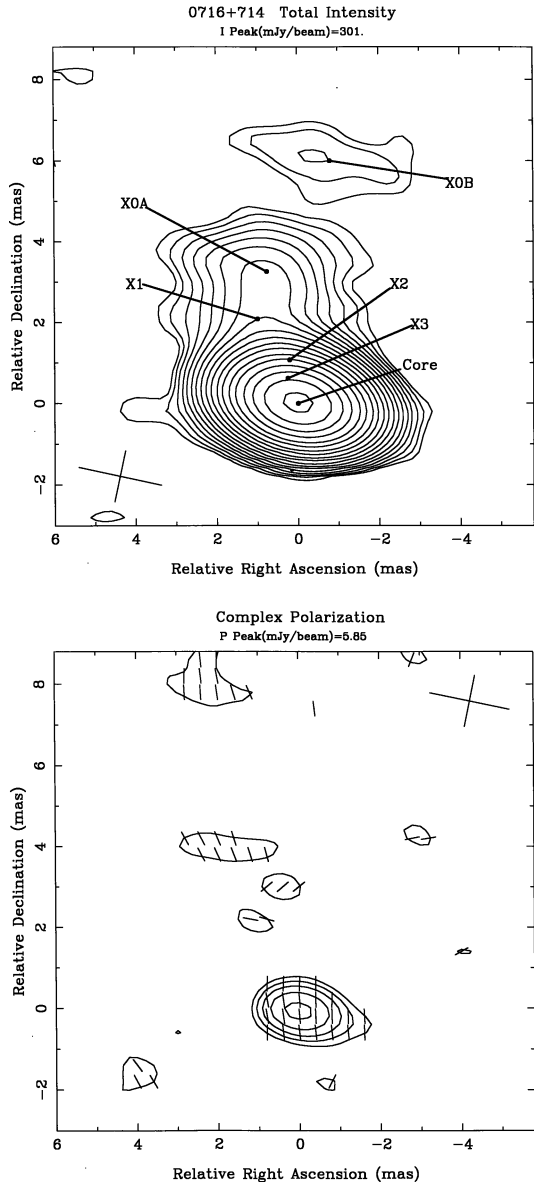 0716+714 Total Intensity
I Peak(mJy/beam)=301.
8
6
4
2
0
−2
Relative Declination (mas)
X0B
X0A
X1
X2
X3
Core
6 4 2 0 −2 −4
Relative Right Ascension (mas)
Complex Polarization
P Peak(mJy/beam)=5.85
8
6
4
2
0
−2
Relative Declination (mas)
6 4 2 0 −2 −4
Relative Right Ascension (mas)